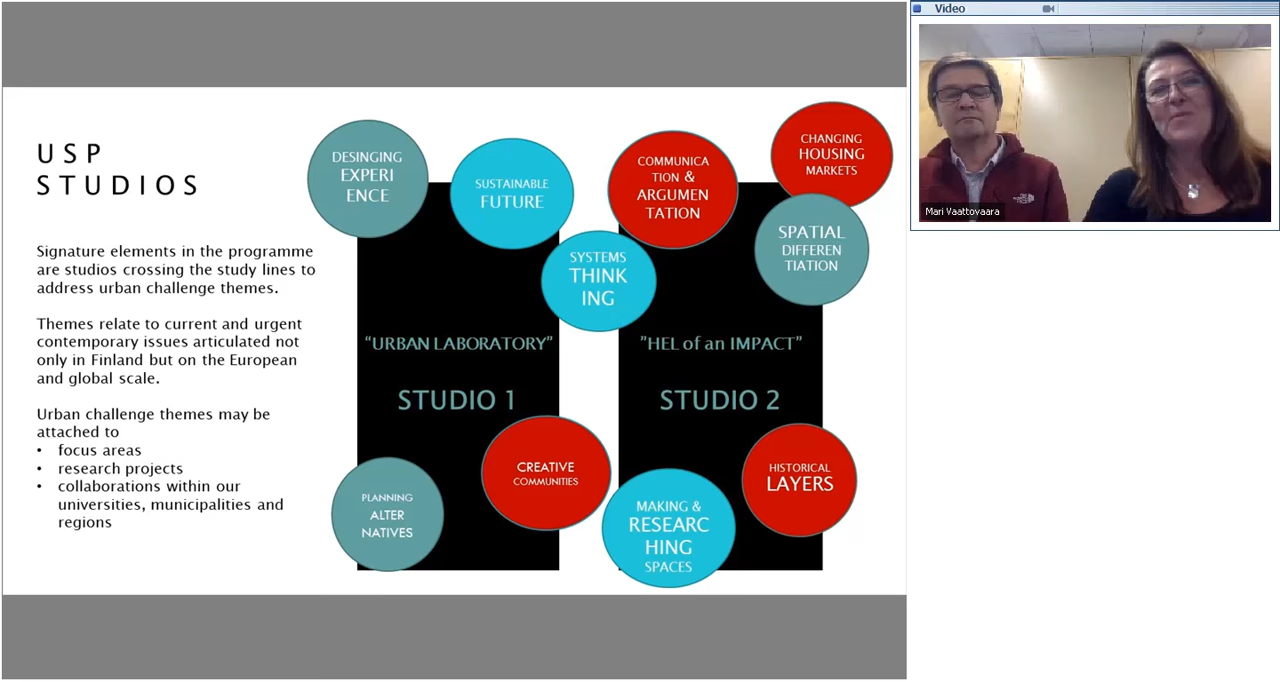 Video
Mari Vaattovaara
USP
STUDIOS
Signature elements in the programme
are studios crossing the study lines to
address urban challenge themes.
Themes relate to current and urgent
contemporary issues articulated not
only in Finland but on the European
and global scale.
Urban challenge themes may be
attached to
• focus areas
• research projects
• collaborations within our
universities, municipalities and
regions
DESINGING
EXPERI
ENCE
SUSTAINABLE
FUTURE
SYSTEMS
THINK
ING
COMMUNICA
TION &
ARGUMEN
TATION
CHANGING
HOUSING
MARKETS
SPATIAL
DIFFEREN
TIATION
“URBAN LABORATORY”
STUDIO 1
”HEL of an IMPACT”
STUDIO 2
PLANNING
ALTER
NATIVES
CREATIVE
COMMUNITIES
MAKING &
RESEARC
HING
SPACES
HISTORICAL
LAYERS